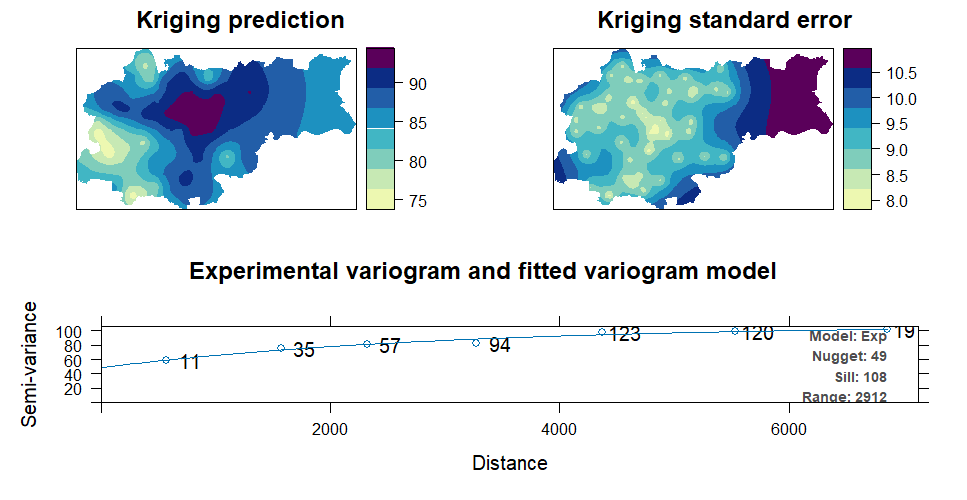 Kriging prediction
90
85
80
75
Kriging standard error
10.5
10.0
9.5
9.0
8.5
8.0
Experimental variogram and fitted variogram model
Semi-variance
100
80
60
40
20
11
35
57
94
123
120
19
Model: Exp
Nugget: 49
Sill: 108
Range: 2912
2000
4000
6000
Distance